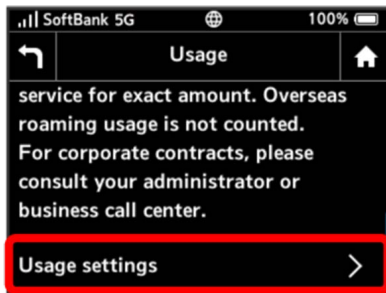 SoftBank 5G 100%
Usage
service for exact amount. Overseas
roaming usage is not counted.
For corporate contracts, please
consult your administrator or
business call center.
Usage settings